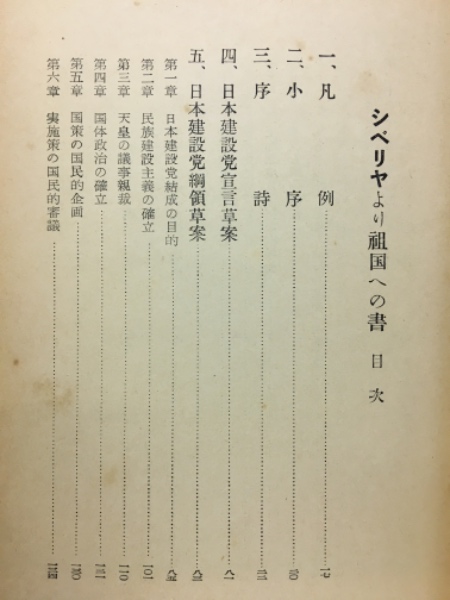 シベリヤより祖国への書 目次
一、凡例
二、小序
三、序詩
四、日本建設党宣言草案
五、日本建設党綱領草案
第一章 日本建設党結成の目的
第二章 民族建設主義の確立
第三章 天皇の議事親裁
第四章 国体政治の確立
第五章 国策の国民的企画
第六章 実施策の国民的審議